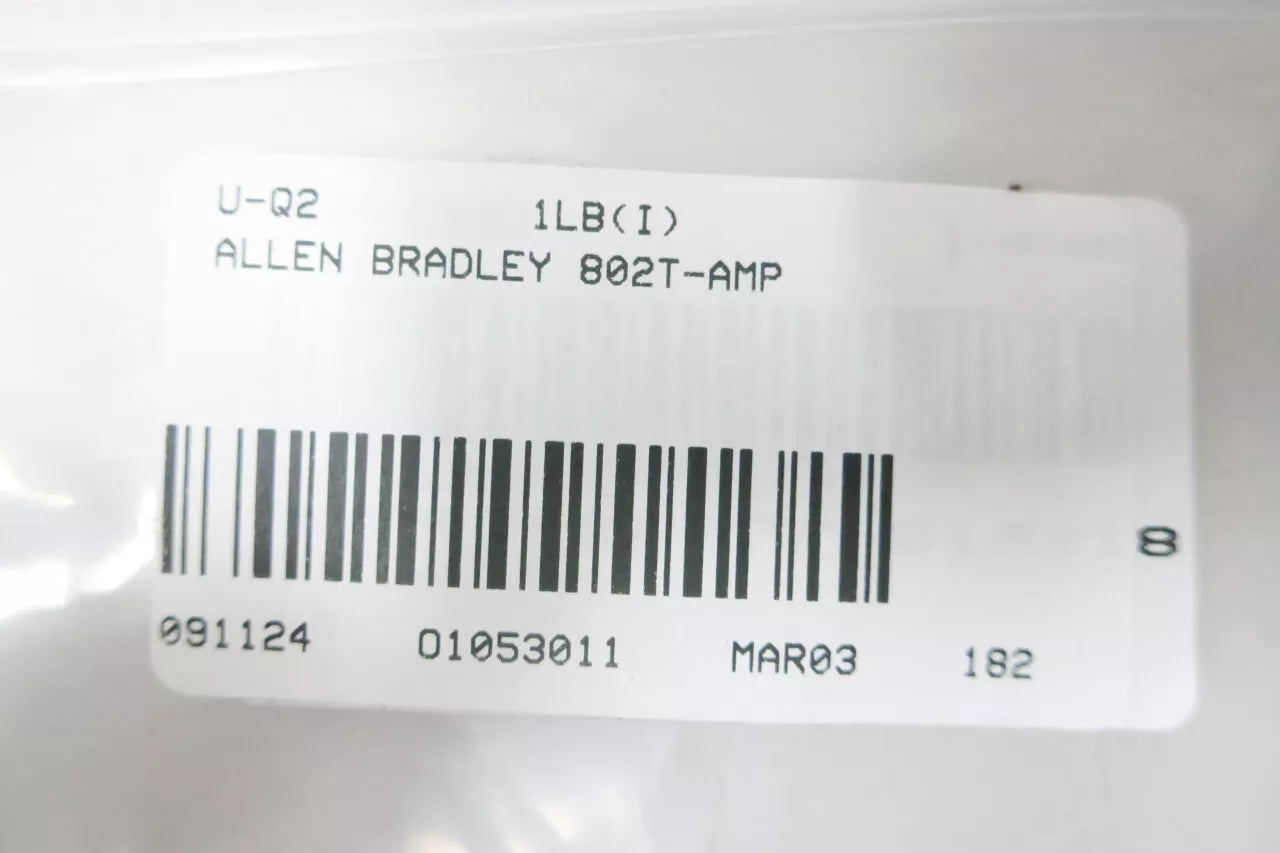 U-Q2 1LB(I)
ALLEN BRADLEY 802T-AMP
8
091124 01053011 MAR03 182